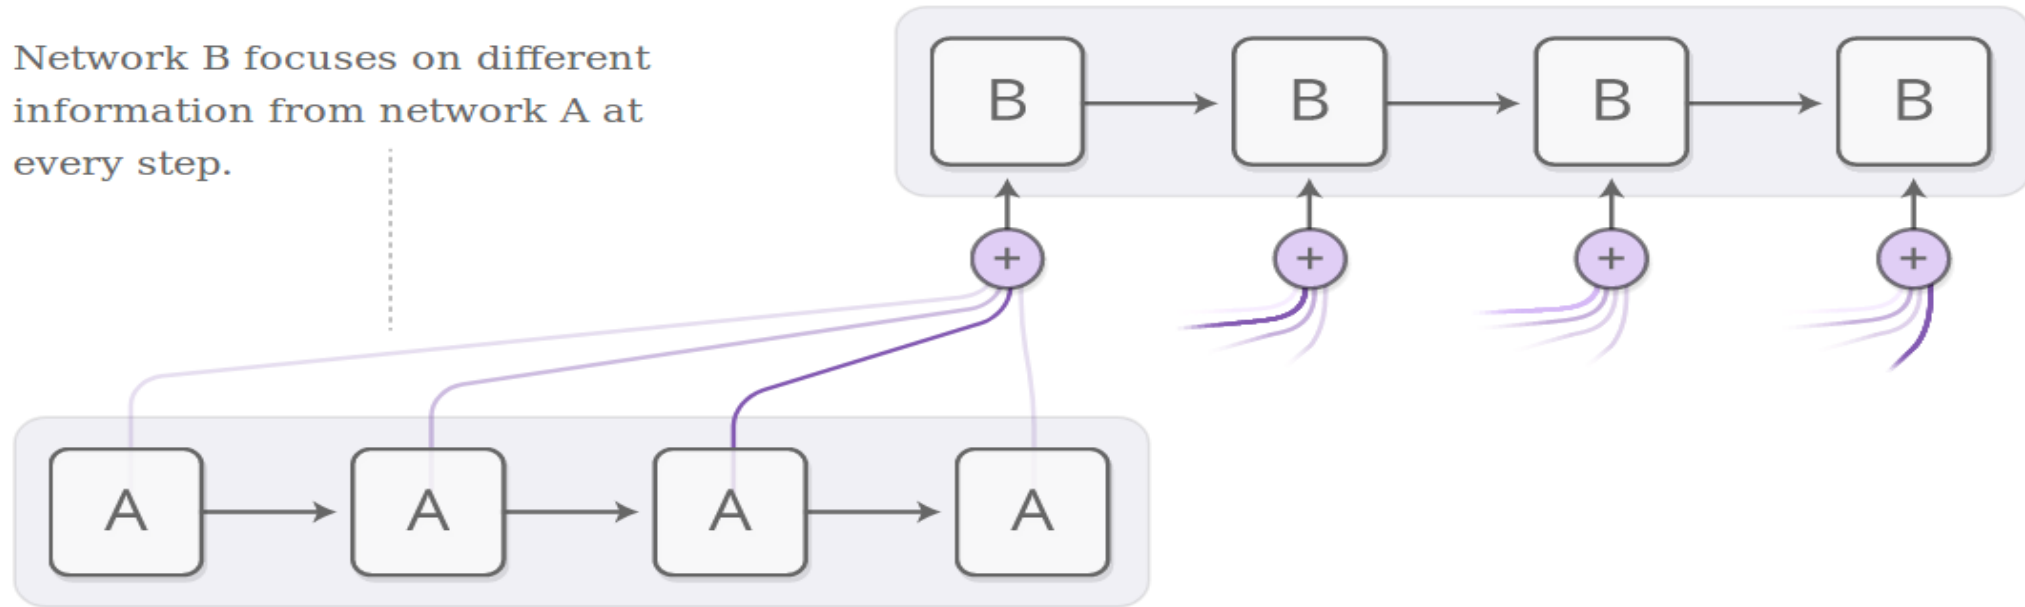 Network B focuses on different
information from network A at
every step.
B B B B
+ + + +
A A A A